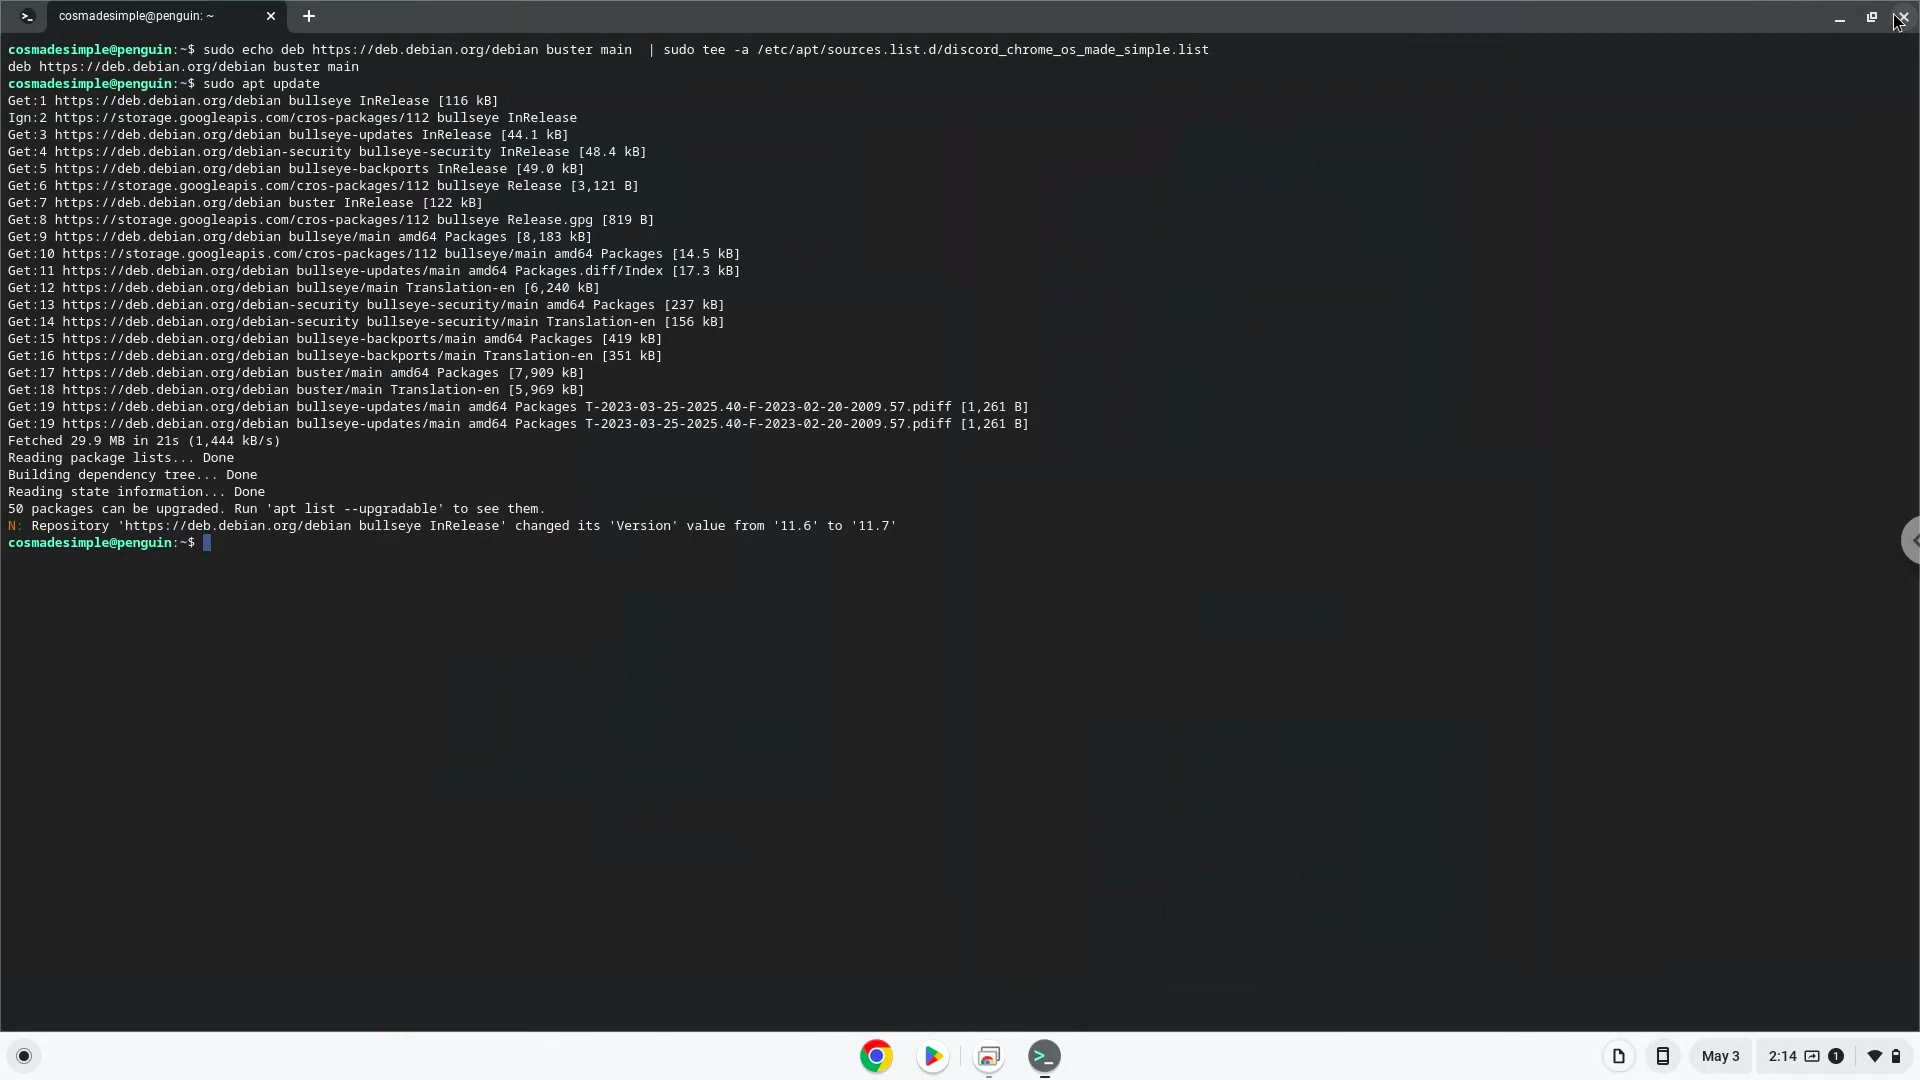 cosmadesimple@penguin: ~
cosmadesimple@penguin:~$ sudo echo deb https://deb.debian.org/debian buster main  | sudo tee -a /etc/apt/sources.list.d/discord_chrome_os_made_simple.list
deb https://deb.debian.org/debian buster main
cosmadesimple@penguin:~$ sudo apt update
Get:1 https://deb.debian.org/debian bullseye InRelease [116 kB]
Ign:2 https://storage.googleapis.com/cros-packages/112 bullseye InRelease
Get:3 https://deb.debian.org/debian bullseye-updates InRelease [44.1 kB]
Get:4 https://deb.debian.org/debian-security bullseye-security InRelease [48.4 kB]
Get:5 https://deb.debian.org/debian bullseye-backports InRelease [49.0 kB]
Get:6 https://storage.googleapis.com/cros-packages/112 bullseye Release [3,121 B]
Get:7 https://deb.debian.org/debian buster InRelease [122 kB]
Get:8 https://storage.googleapis.com/cros-packages/112 bullseye Release.gpg [819 B]
Get:9 https://deb.debian.org/debian bullseye/main amd64 Packages [8,183 kB]
Get:10 https://storage.googleapis.com/cros-packages/112 bullseye/main amd64 Packages [14.5 kB]
Get:11 https://deb.debian.org/debian bullseye-updates/main amd64 Packages.diff/Index [17.3 kB]
Get:12 https://deb.debian.org/debian bullseye/main Translation-en [6,240 kB]
Get:13 https://deb.debian.org/debian-security bullseye-security/main amd64 Packages [237 kB]
Get:14 https://deb.debian.org/debian-security bullseye-security/main Translation-en [156 kB]
Get:15 https://deb.debian.org/debian bullseye-backports/main amd64 Packages [419 kB]
Get:16 https://deb.debian.org/debian bullseye-backports/main Translation-en [351 kB]
Get:17 https://deb.debian.org/debian buster/main amd64 Packages [7,909 kB]
Get:18 https://deb.debian.org/debian buster/main Translation-en [5,969 kB]
Get:19 https://deb.debian.org/debian bullseye-updates/main amd64 Packages T-2023-03-25-2025.40-F-2023-02-20-2009.57.pdiff [1,261 B]
Get:19 https://deb.debian.org/debian bullseye-updates/main amd64 Packages T-2023-03-25-2025.40-F-2023-02-20-2009.57.pdiff [1,261 B]
Fetched 29.9 MB in 21s (1,444 kB/s)
Reading package lists... Done
Building dependency tree... Done
Reading state information... Done
50 packages can be upgraded. Run 'apt list --upgradable' to see them.
N: Repository 'https://deb.debian.org/debian bullseye InRelease' changed its 'Version' value from '11.6' to '11.7'
cosmadesimple@penguin:~$
May 3 2:14 1